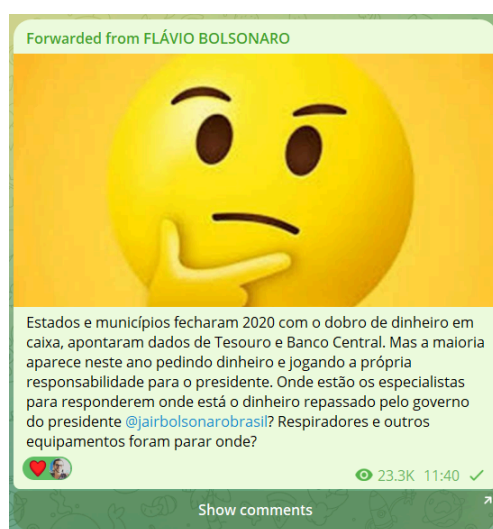 Forwarded from FLÁVIO BOLSONARO
Estados e municípios fecharam 2020 com o dobro de dinheiro em
caixa, apontaram dados de Tesouro e Banco Central. Mas a maioria
aparece neste ano pedindo dinheiro e jogando a própria
responsabilidade para o presidente. Onde estão os especialistas
para responderem onde está o dinheiro repassado pelo governo
do presidente @jairbolsonarobrasil? Respiradores e outros
equipamentos foram parar onde?
23.3K 11:40
Show comments